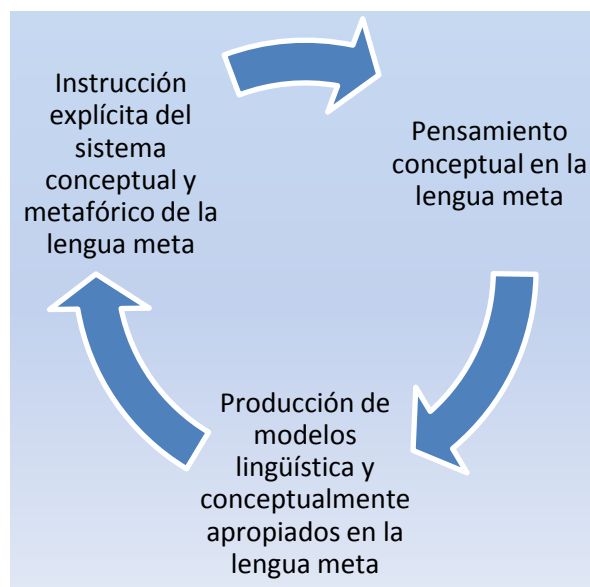 Instrucción
explícita del
sistema
conceptual y
metafórico de la
lengua meta
Pensamiento
conceptual en la
lengua meta
Producción de
modelos
lingüística y
conceptualmente
apropiados en la
lengua meta